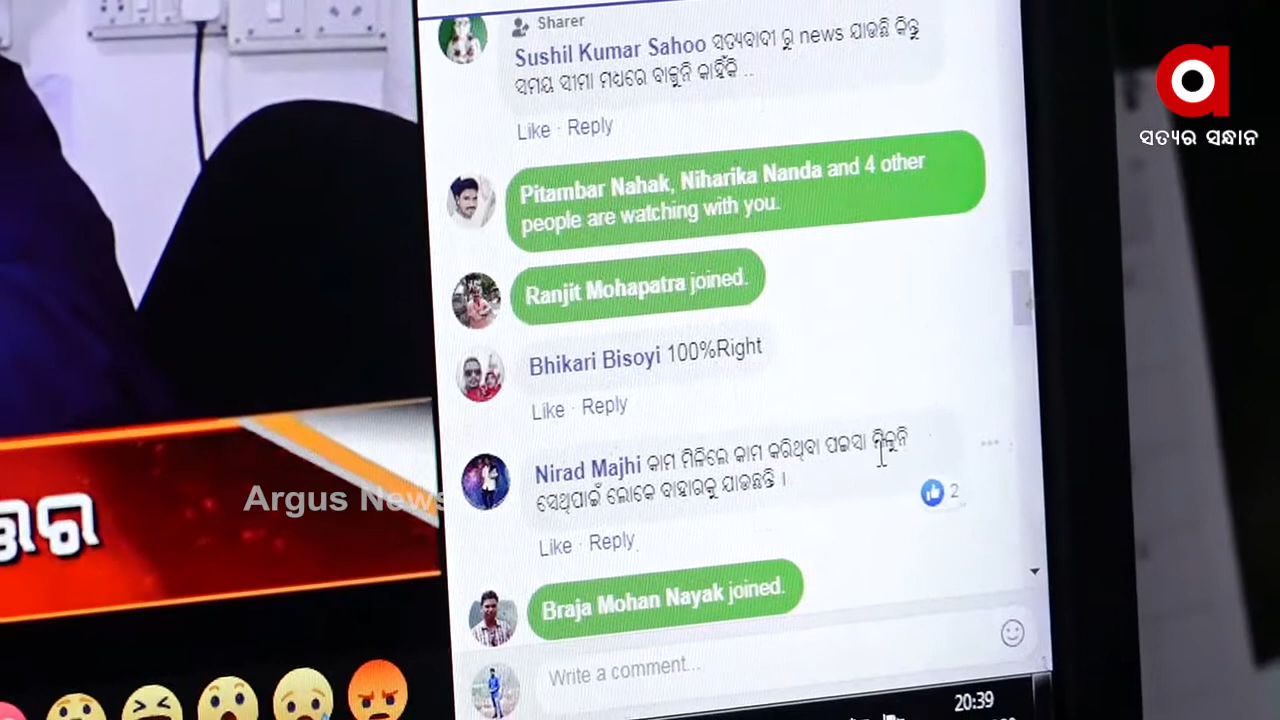 Sharer
Sushil Kumar Sahoo ସତ୍ୟବାଦୀ ରୁ news ଯାଉଛି କିନ୍ତୁ
ସମୟ ସୀମା ମଧ୍ୟରେ ବାକୁନି କାହିଁକି ..
Like · Reply
Pitambar Nahak, Niharika Nanda and 4 other
people are watching with you.
Ranjit Mohapatra joined.
Bhikari Bisoyi 100%Right
Like · Reply
Nirad Majhi କାମ ମିଳିଲେ କାମ କରିଥିବା ପଇସା
ସେଥିପାଇଁ ଲୋକେ ବାହାରକୁ ଯାଉଛନ୍ତି ।
2
Like · Reply
Braja Mohan Nayak joined.
Write a comment...
20:39
Argus News
ସତ୍ୟର ସନ୍ଧାନ